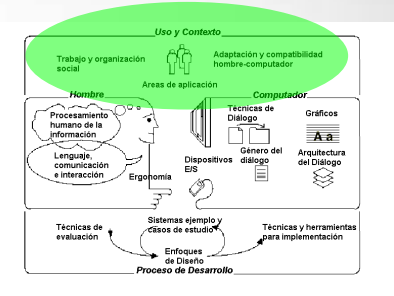 Uso y Contexto
Trabajo y organización
social
Adaptación y compatibilidad
hombre-computador
Areas de aplicación
Hombre
Computador
Procesamiento
humano de la
información
Lenguaje,
comunicación
e interacción
Ergonomía
Dispositivos
E/S
Técnicas de
Diálogo
Género del
diálogo
Gráficos
A a
Arquitectura
del Diálogo
Técnicas de
evaluación
Sistemas ejemplo y
casos de estudio
Enfoques
de Diseño
Técnicas y herramientas
para implementación
Proceso de Desarrollo